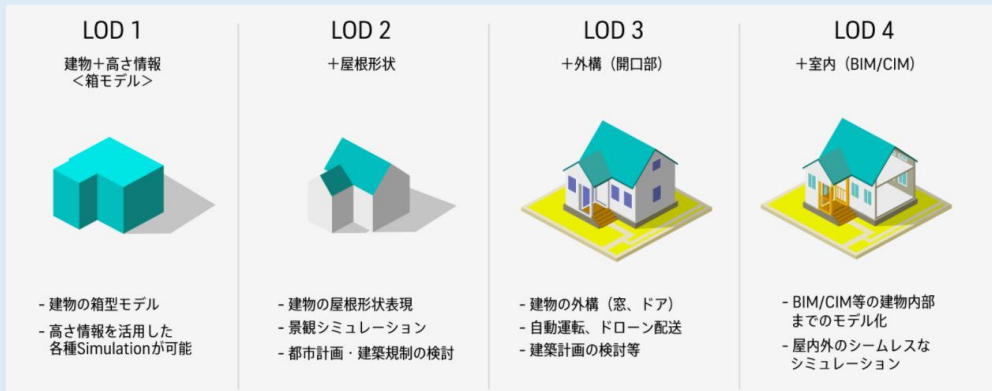 LOD 1
建物+高さ情報
<箱モデル>
- 建物の箱型モデル
- 高さ情報を活用した
各種Simulationが可能
LOD 2
+屋根形状
- 建物の屋根形状表現
- 景観シミュレーション
- 都市計画・建築規制の検討
LOD 3
+外構（開口部）
- 建物の外構（窓、ドア）
- 自動運転、ドローン配送
- 建築計画の検討等
LOD 4
+室内（BIM/CIM）
- BIM/CIM等の建物内部
までのモデル化
- 屋内外のシームレスな
シミュレーション